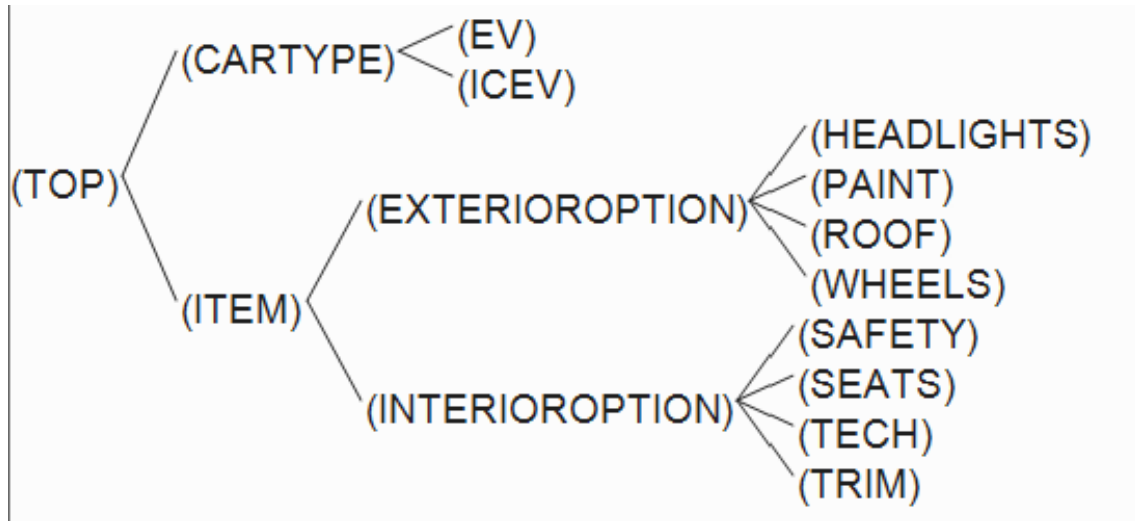 (TOP)
(CARTYPE)
(EV)
(ICEV)
(ITEM)
(EXTERIOROPTION)
(HEADLIGHTS)
(PAINT)
(ROOF)
(WHEELS)
(INTERIOROPTION)
(SAFETY)
(SEATS)
(TECH)
(TRIM)